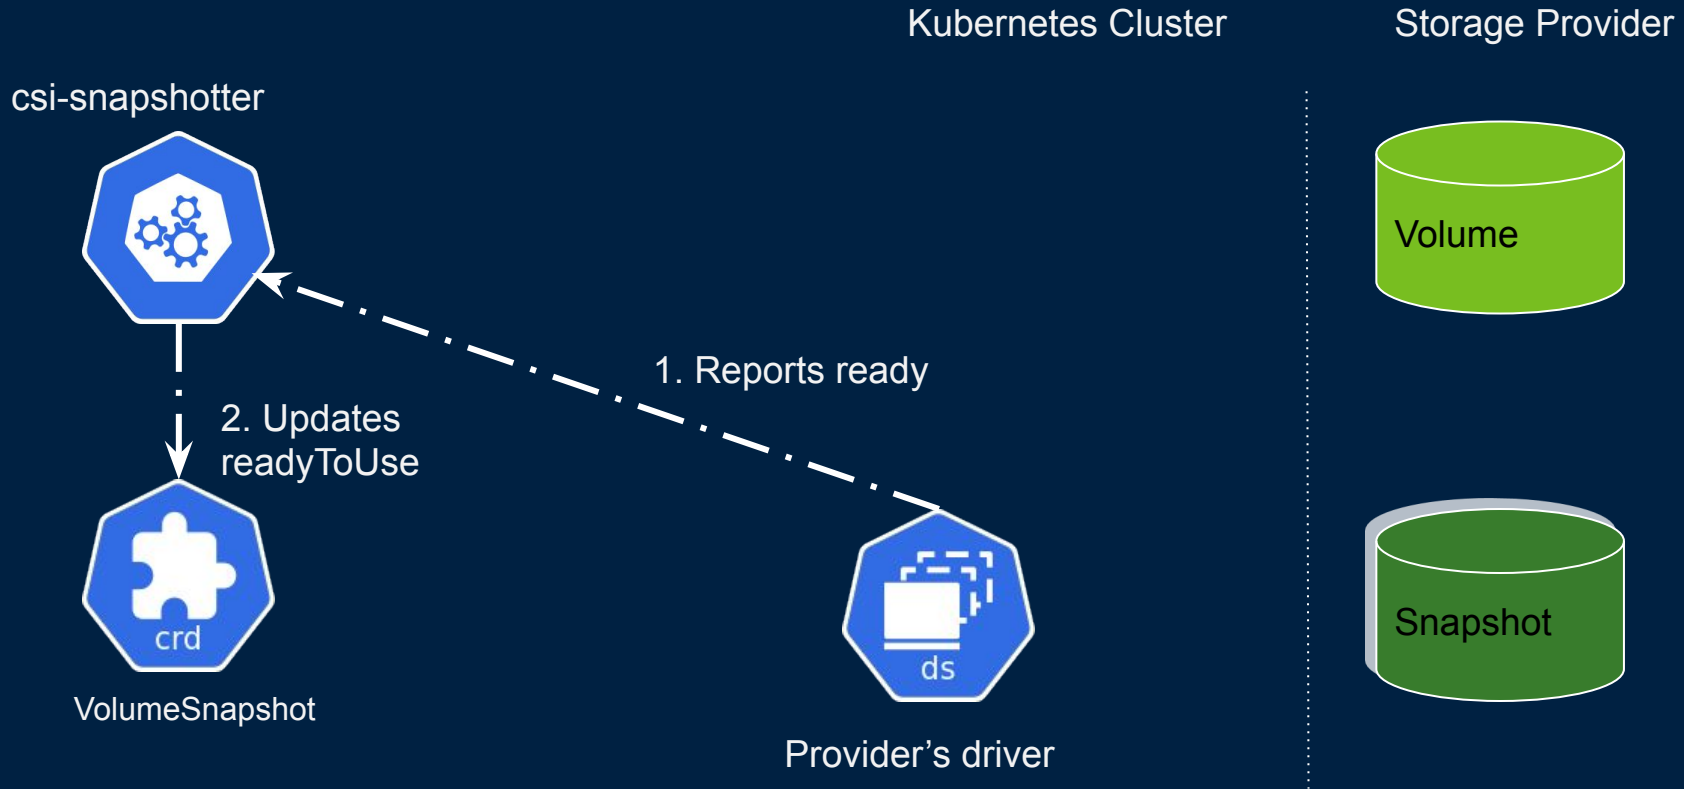 Kubernetes Cluster
Storage Provider
csi-snapshotter
Volume
1. Reports ready
2. Updates
readyToUse
crd
VolumeSnapshot
ds
Provider’s driver
Snapshot